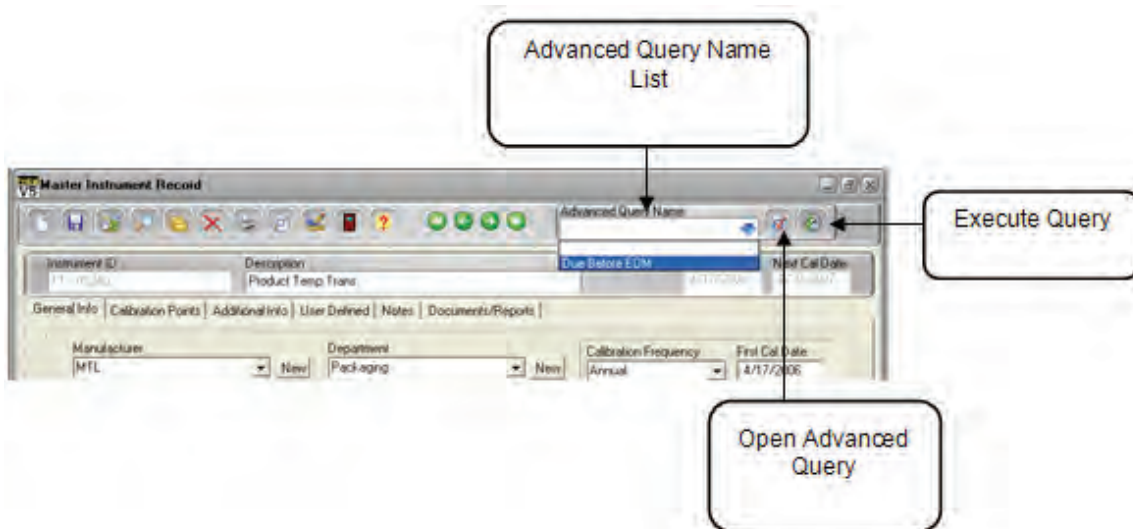 Advanced Query Name
List
Master Instrument Record
Advanced Query Name
Execute Query
Due Before EOM
Instrument ID
Description
Next Cal Date
Product Temp Trans
General Info
Calibration Points
Additional Info
User Defined
Notes
Documents/Reports
Manufacturer
Department
Calibration Frequency
First Cal Date
MTL
New
Packaging
New
Annual
4/17/2006
Open Advanced
Query